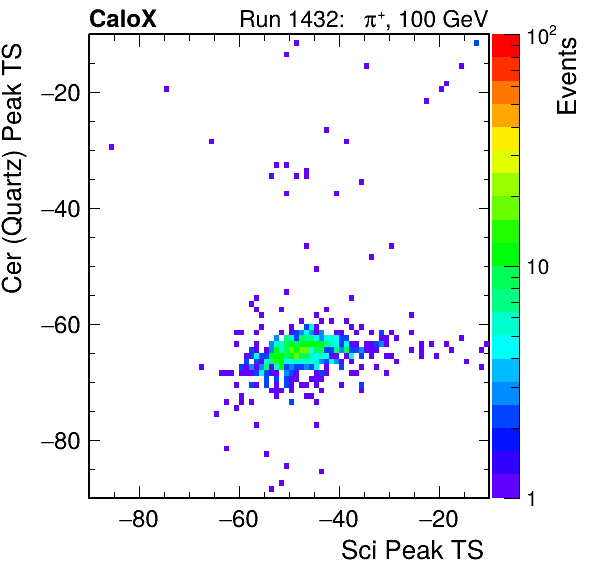 CaloX Run 1432: π⁺, 100 GeV
Cer (Quartz) Peak TS
−20
−40
−60
−80
−80 −60 −40 −20
Sci Peak TS
10²
10
1
Events